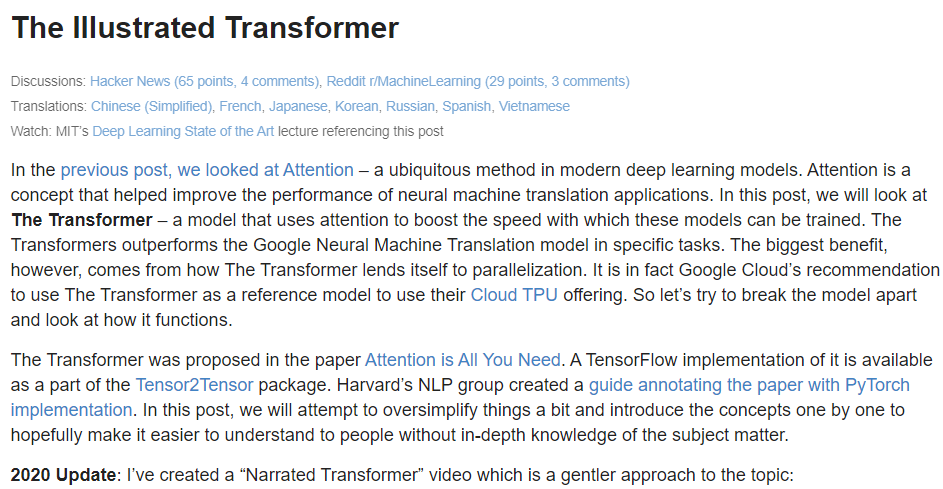 The Illustrated Transformer
Discussions: Hacker News (65 points, 4 comments), Reddit r/MachineLearning (29 points, 3 comments)
Translations: Chinese (Simplified), French, Japanese, Korean, Russian, Spanish, Vietnamese
Watch: MIT's Deep Learning State of the Art lecture referencing this post
In the previous post, we looked at Attention – a ubiquitous method in modern deep learning models. Attention is a
concept that helped improve the performance of neural machine translation applications. In this post, we will look at
The Transformer – a model that uses attention to boost the speed with which these models can be trained. The
Transformers outperforms the Google Neural Machine Translation model in specific tasks. The biggest benefit,
however, comes from how The Transformer lends itself to parallelization. It is in fact Google Cloud's recommendation
to use The Transformer as a reference model to use their Cloud TPU offering. So let's try to break the model apart
and look at how it functions.
The Transformer was proposed in the paper Attention is All You Need. A TensorFlow implementation of it is available
as a part of the Tensor2Tensor package. Harvard's NLP group created a guide annotating the paper with PyTorch
implementation. In this post, we will attempt to oversimplify things a bit and introduce the concepts one by one to
hopefully make it easier to understand to people without in-depth knowledge of the subject matter.
2020 Update: I've created a “Narrated Transformer” video which is a gentler approach to the topic: